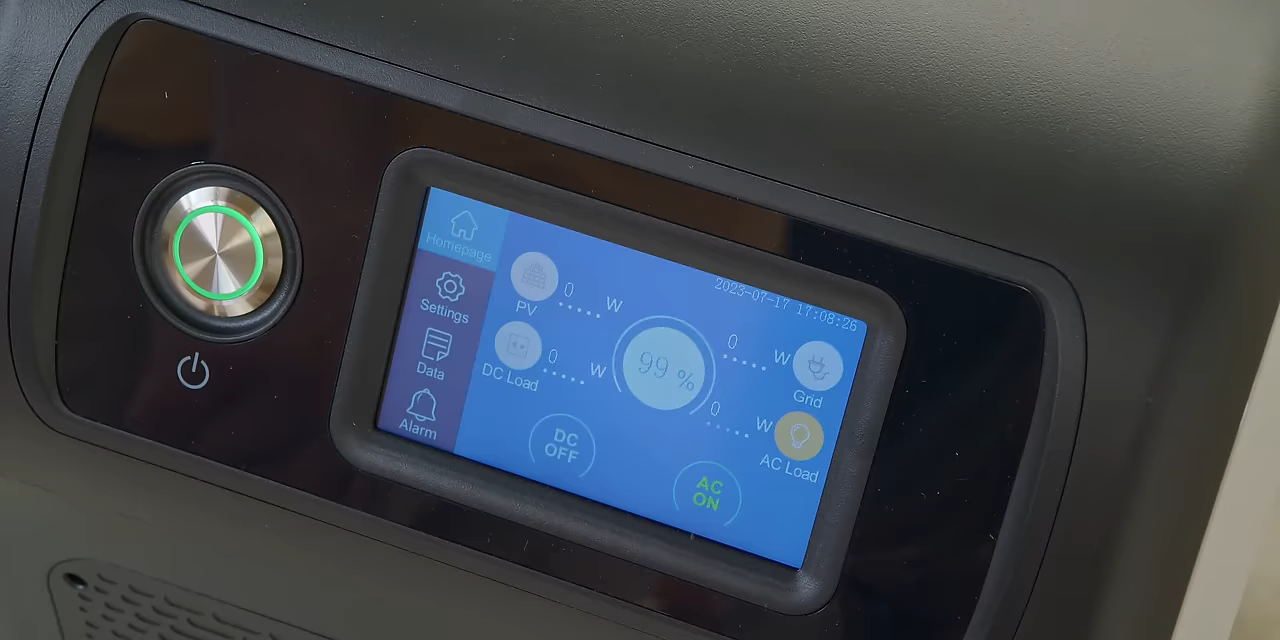 Homepage
Settings
Data
Alarm
2023-07-17 17:08:26
0 W
PV
0 W
DC Load
99 %
0 W
Grid
0 W
AC Load
DC
OFF
AC
ON